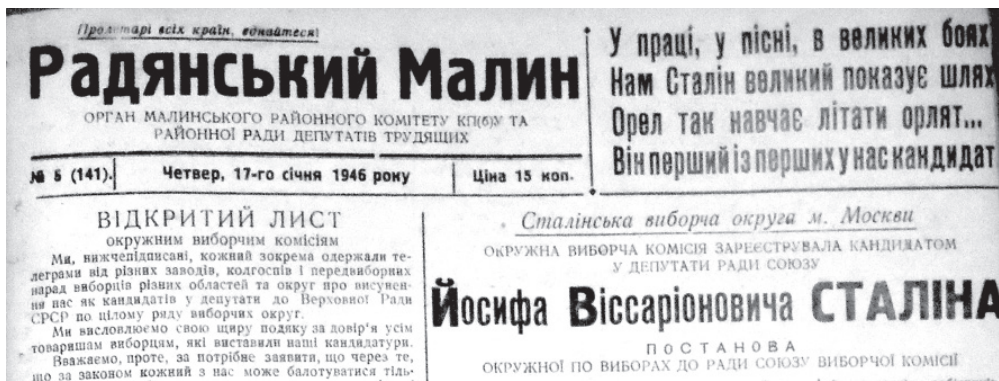 Пролетарі всіх країн, єднайтеся!
Радянський Малин
ОРГАН МАЛИНСЬКОГО РАЙОННОГО КОМІТЕТУ КП(б)У ТА
РАЙОННОЇ РАДИ ДЕПУТАТІВ ТРУДЯЩИХ
№ 5 (141).
Четвер, 17-го січня 1946 року
Ціна 15 коп.
У праці, у пісні, в великих боях
Нам Сталін великий показує шлях
Орел так навчає літати орлят...
Він перший із перших у нас кандидат
ВІДКРИТИЙ ЛИСТ
окружним виборчим комісіям
Ми, нижчепідписані, кожний зокрема одержали те-
леграми від різних заводів, колгоспів і передвиборних
нарад виборців різних областей та округ про висунен-
ня нас як кандидатів у депутати до Верховної Ради
СРСР по цілому ряду виборчих округ.
Ми висловлюємо свою щиру подяку за довір'я усім
товаришам виборцям, які виставили наші кандидатури.
Вважаємо, проте, за потрібне заявити, що через те,
що за законом кожний з нас може балотуватися тіль-
Сталінська виборча округа м. Москви
ОКРУЖНА ВИБОРЧА КОМІСІЯ ЗАРЕЄСТРУВАЛА КАНДИДАТОМ
У ДЕПУТАТИ РАДИ СОЮЗУ
Йосифа Віссаріоновича СТАЛІНА
ПОСТАНОВА
ОКРУЖНОЇ ПО ВИБОРАХ ДО РАДИ СОЮЗУ ВИБОРЧОЇ КОМІСІЇ